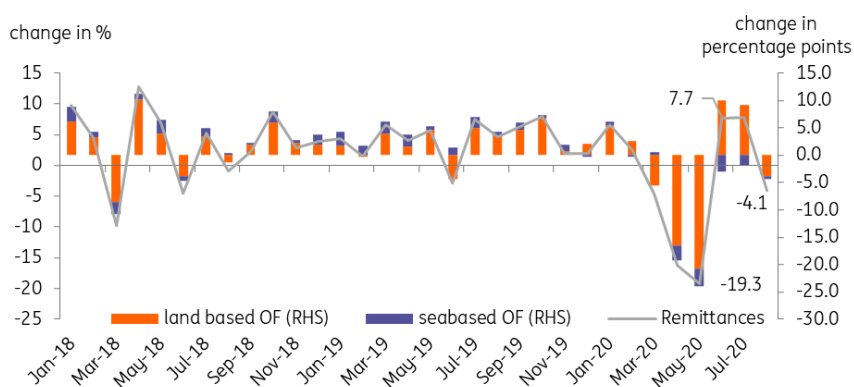 change in %
change in
percentage points
15
10
5
0
-5
-10
-15
-20
-25
15.0
10.0
5.0
0.0
-5.0
-10.0
-15.0
-20.0
-25.0
-30.0
7.7
-4.1
-19.3
land based OF (RHS)
seabased OF (RHS)
Remittances
Jan-18
Mar-18
May-18
Jul-18
Sep-18
Nov-18
Jan-19
Mar-19
May-19
Jul-19
Sep-19
Nov-19
Jan-20
Mar-20
May-20
Jul-20